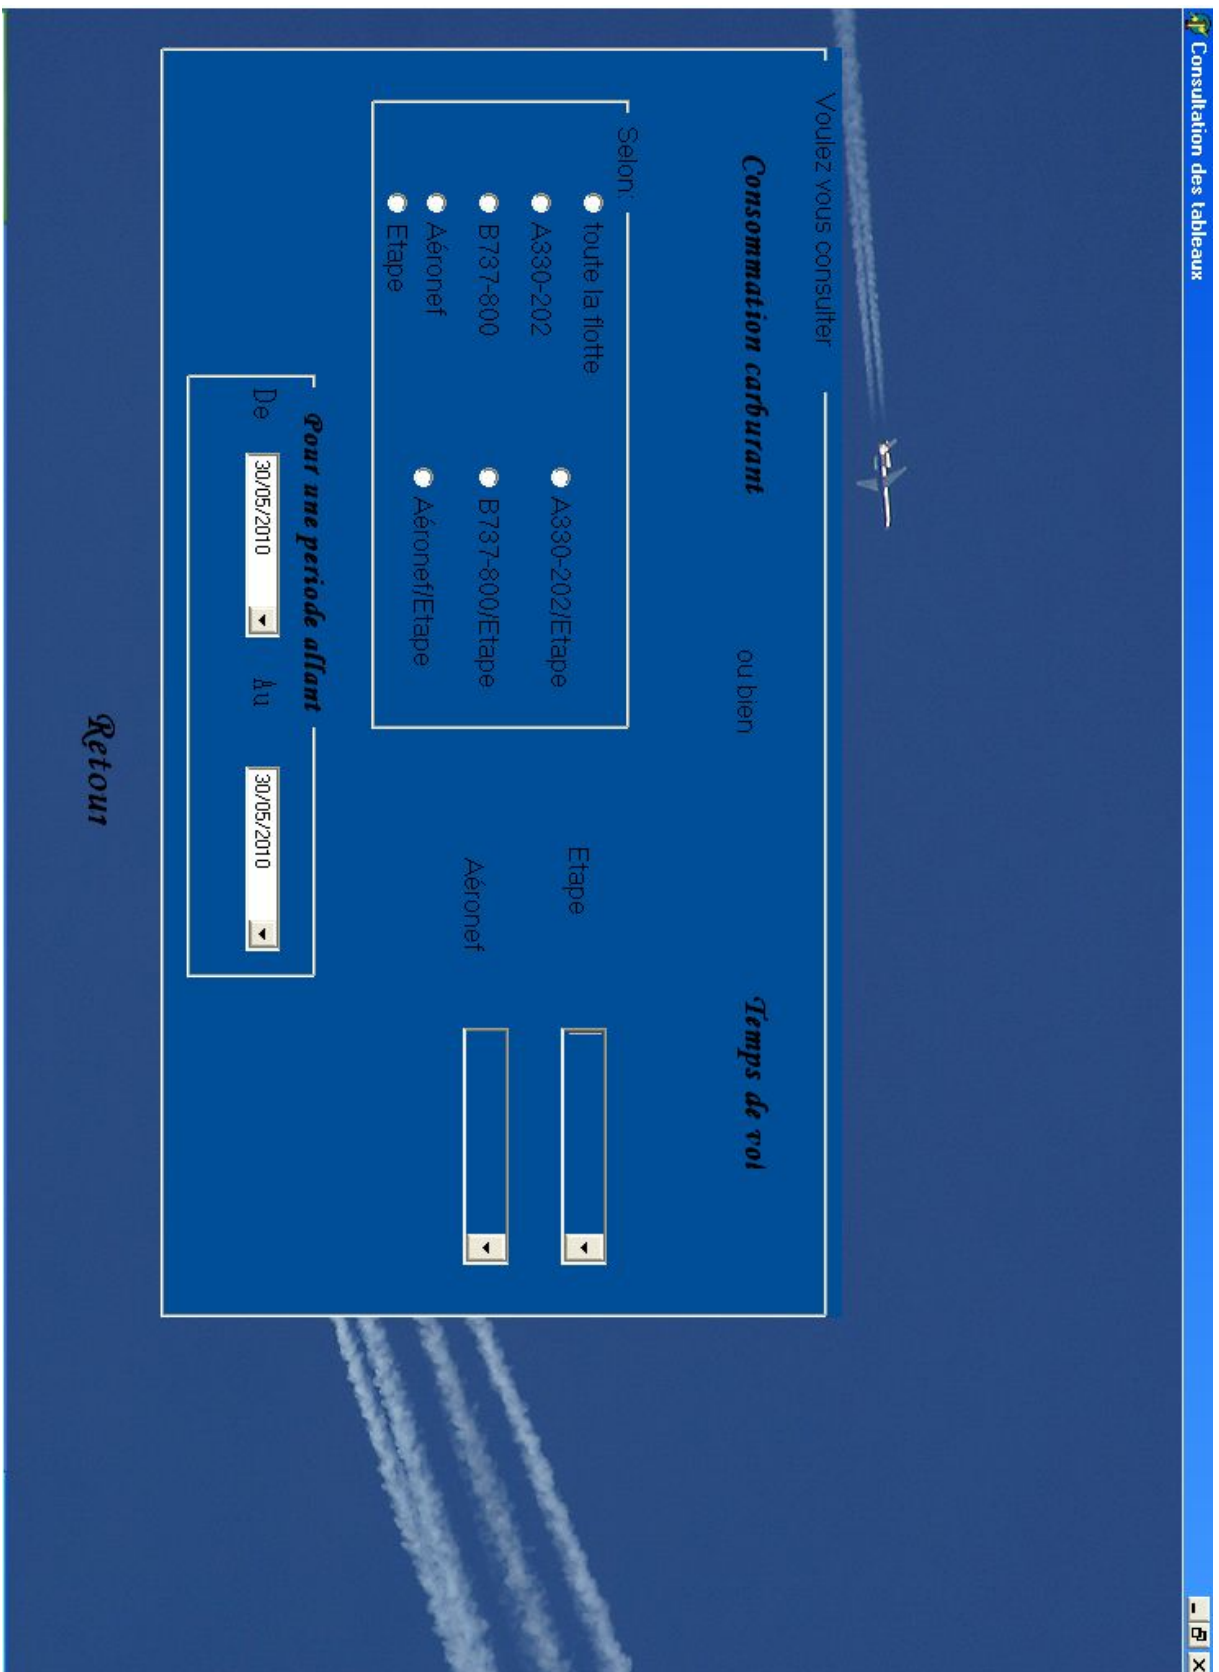 Consultation des tableaux
Voulez vous consulter
Consommation carburant
ou bien
Temps de vol
Selon:
toute la flotte
A330-202
B737-800
Aéronef
Etape
A330-202/Etape
B737-800/Etape
Aéronef/Etape
Etape
Aéronef
Pour une periode allant
De
30/05/2010
Au
30/05/2010
Retour